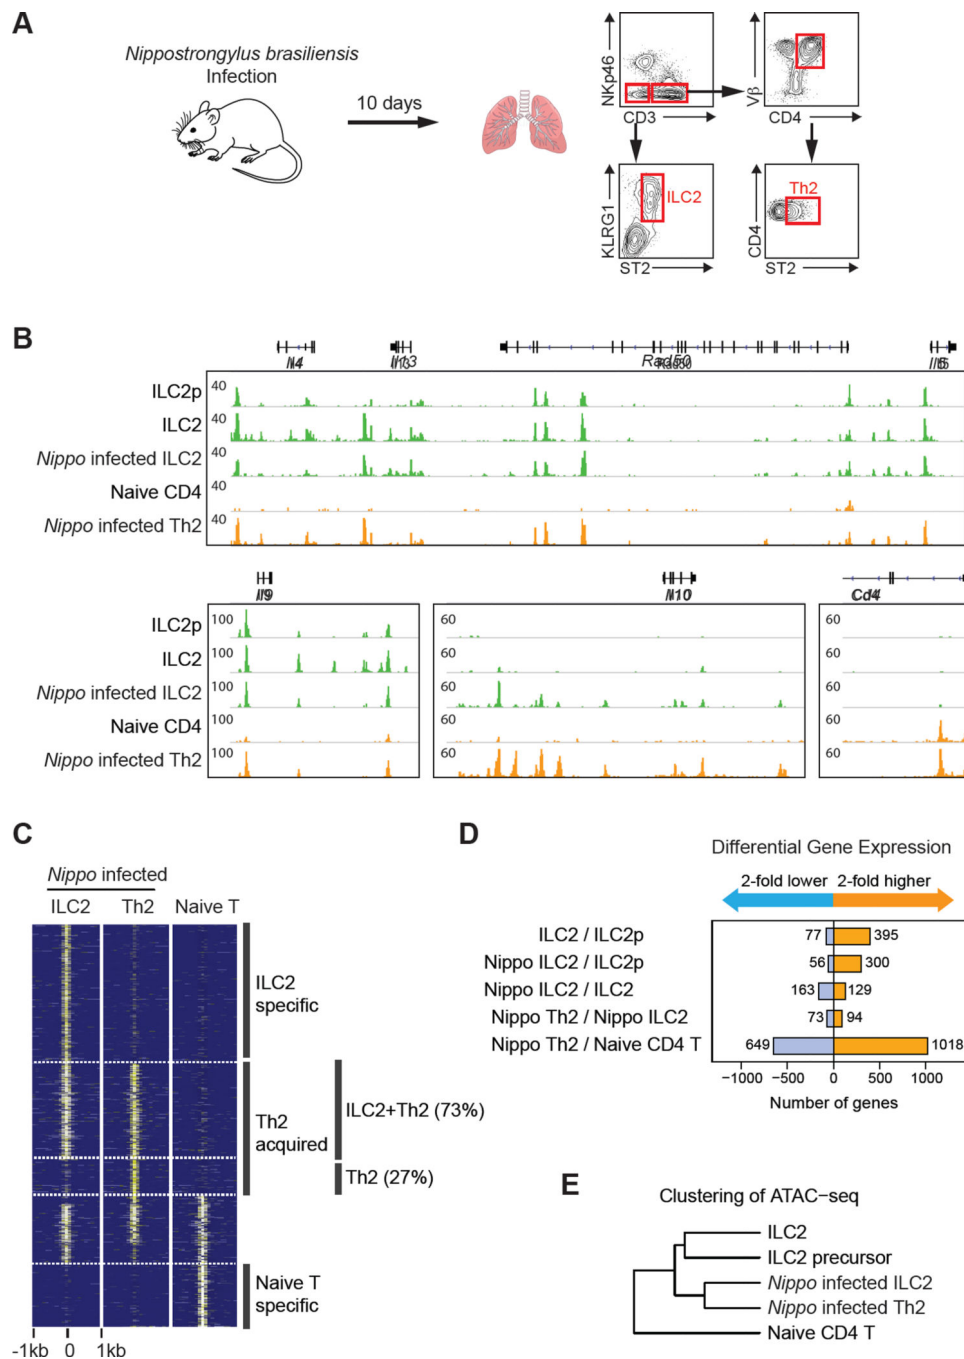 A
Nippostrongylus brasiliensis
Infection
10 days
NKp46
CD3
Vβ
CD4
KLRG1
ILC2
ST2
CD4
Th2
ST2
B
Il4
Il13
Rad50
Il5
ILC2p
40
ILC2
40
Nippo infected ILC2
40
Naive CD4
40
Nippo infected Th2
40
Il9
Il10
Cd4
ILC2p
100
60
60
ILC2
100
60
60
Nippo infected ILC2
100
60
60
Naive CD4
100
60
60
Nippo infected Th2
100
60
60
C
Nippo infected
ILC2 Th2 Naive T
ILC2
specific
Th2
acquired
ILC2+Th2 (73%)
Th2 (27%)
Naive T
specific
-1kb 0 1kb
D
Differential Gene Expression
2-fold lower 2-fold higher
ILC2 / ILC2p 77 395
Nippo ILC2 / ILC2p 56 300
Nippo ILC2 / ILC2 163 129
Nippo Th2 / Nippo ILC2 73 94
Nippo Th2 / Naive CD4 T 649 1018
−1000 −500 0 500 1000
Number of genes
E
Clustering of ATAC−seq
ILC2
ILC2 precursor
Nippo infected ILC2
Nippo infected Th2
Naive CD4 T